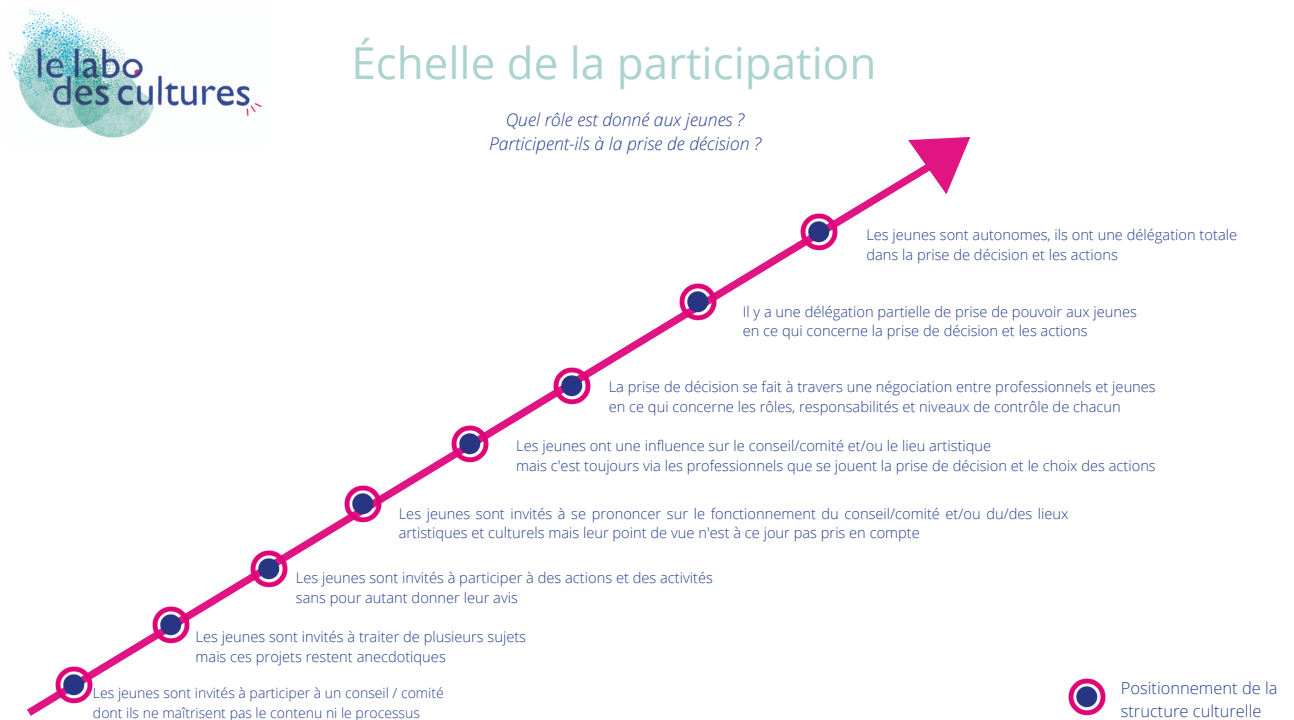 le labo
des cultures
Échelle de la participation
Quel rôle est donné aux jeunes ?
Participent-ils à la prise de décision ?
Les jeunes sont autonomes, ils ont une délégation totale
dans la prise de décision et les actions
Il y a une délégation partielle de prise de pouvoir aux jeunes
en ce qui concerne la prise de décision et les actions
La prise de décision se fait à travers une négociation entre professionnels et jeunes
en ce qui concerne les rôles, responsabilités et niveaux de contrôle de chacun
Les jeunes ont une influence sur le conseil/comité et/ou le lieu artistique
mais c'est toujours via les professionnels que se jouent la prise de décision et le choix des actions
Les jeunes sont invités à se prononcer sur le fonctionnement du conseil/comité et/ou du/des lieux
artistiques et culturels mais leur point de vue n'est à ce jour pas pris en compte
Les jeunes sont invités à participer à des actions et des activités
sans pour autant donner leur avis
Les jeunes sont invités à traiter de plusieurs sujets
mais ces projets restent anecdotiques
Les jeunes sont invités à participer à un conseil / comité
dont ils ne maîtrisent pas le contenu ni le processus
Positionnement de la
structure culturelle